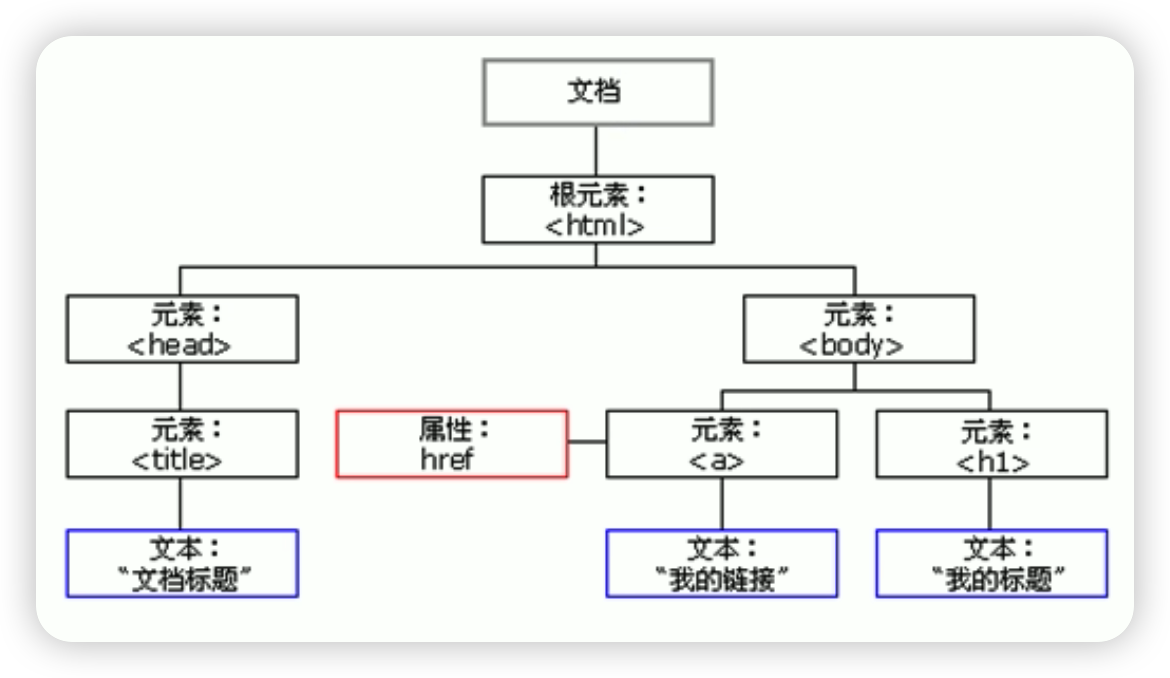 文档
根元素：
<html>
元素：
<head>
元素：
<body>
元素：
<title>
属性：
href
元素：
<a>
元素：
<h1>
文本：
"文档标题"
文本：
"我的链接"
文本：
"我的标题"